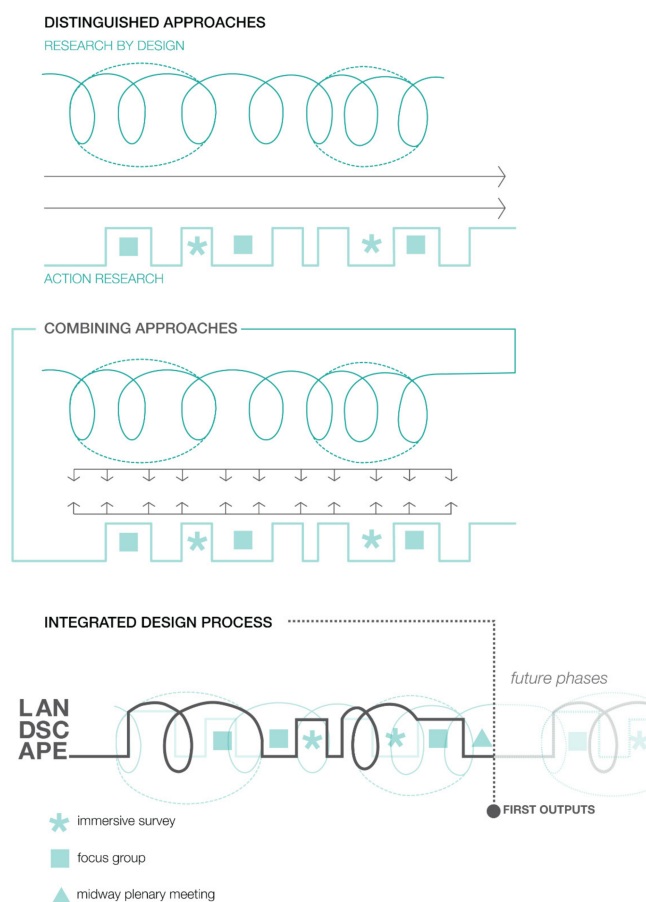 DISTINGUISHED APPROACHES
RESEARCH BY DESIGN
ACTION RESEARCH
COMBINING APPROACHES
INTEGRATED DESIGN PROCESS
future phases
LAN
DSC
APE
FIRST OUTPUTS
immersive survey
focus group
midway plenary meeting